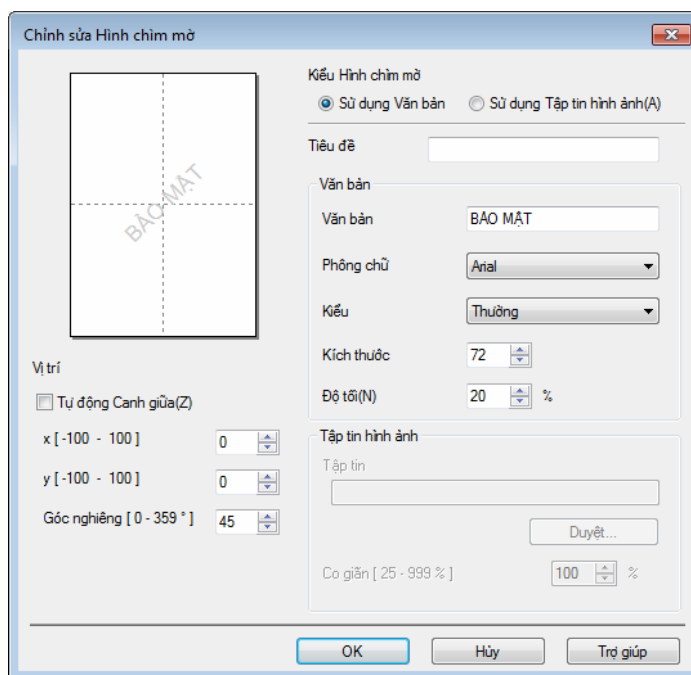 Chỉnh sửa Hình chìm mờ
BẢO MẬT
Kiểu Hình chìm mờ
Sử dụng Văn bản Sử dụng Tập tin hình ảnh(A)
Tiêu đề
Văn bản
Văn bản BẢO MẬT
Phông chữ Arial
Kiểu Thường
Kích thước 72
Độ tối(N) 20 %
Vị trí
Tự động Canh giữa(Z)
x [ -100 - 100 ] 0
y [ -100 - 100 ] 0
Góc nghiêng [ 0 - 359 ° ] 45
Tập tin hình ảnh
Tập tin
Duyệt...
Co giãn [ 25 - 999 % ] 100 %
OK Hủy Trợ giúp